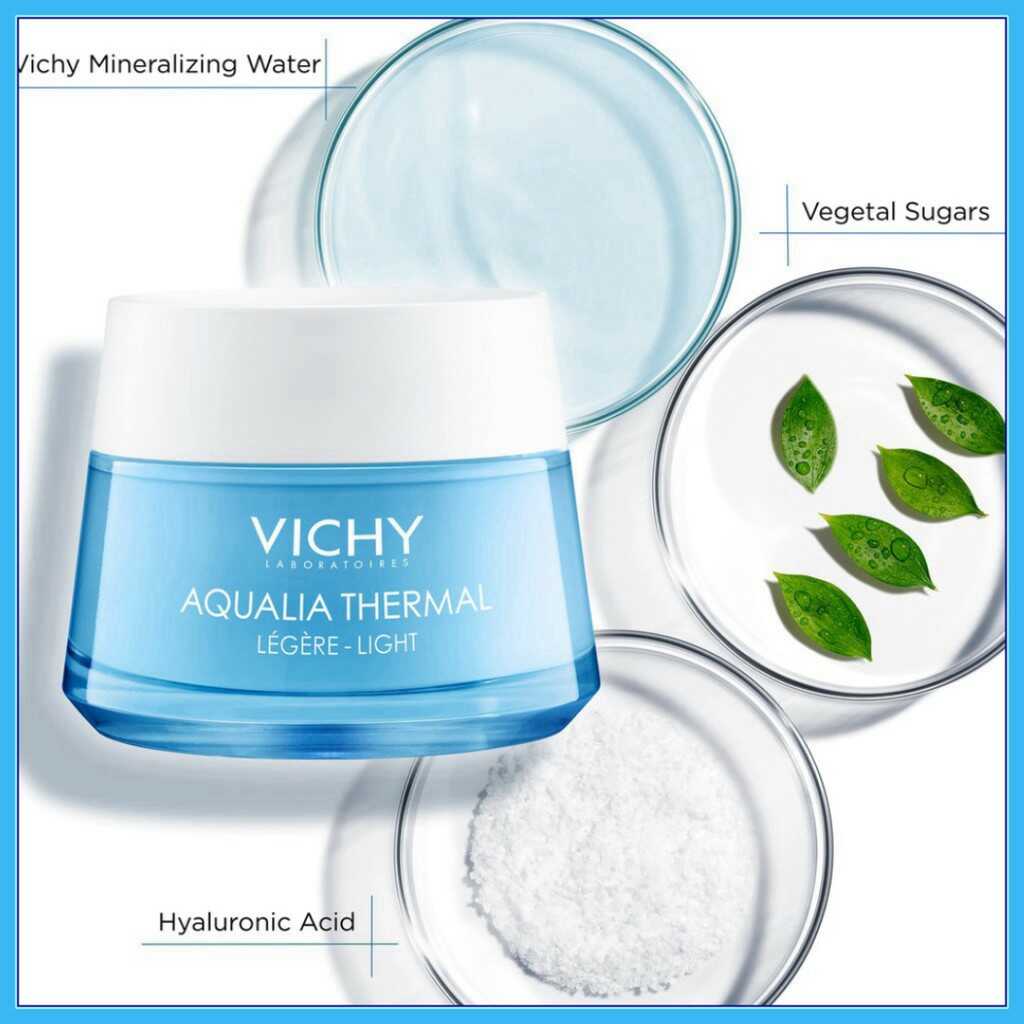 Vichy Mineralizing Water
Vegetal Sugars
VICHY
LABORATOIRES
AQUALIA THERMAL
LÉGÈRE - LIGHT
Hyaluronic Acid